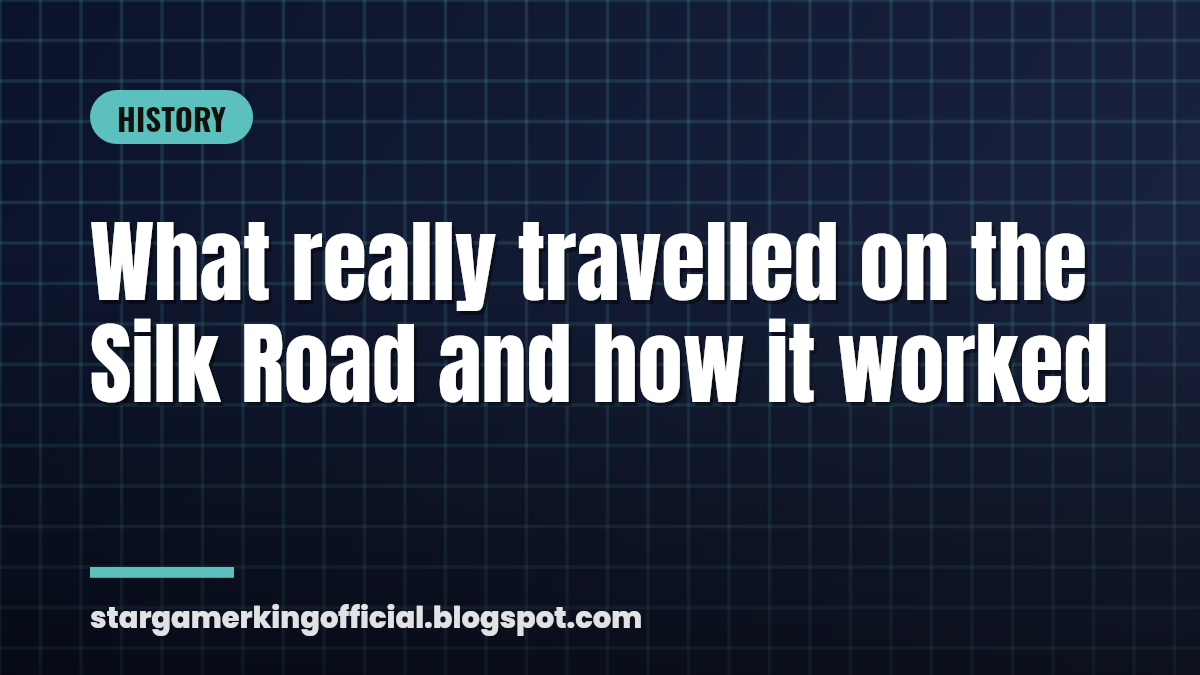 HISTORY
What really travelled on the
Silk Road and how it worked
stargamerkingofficial.blogspot.com